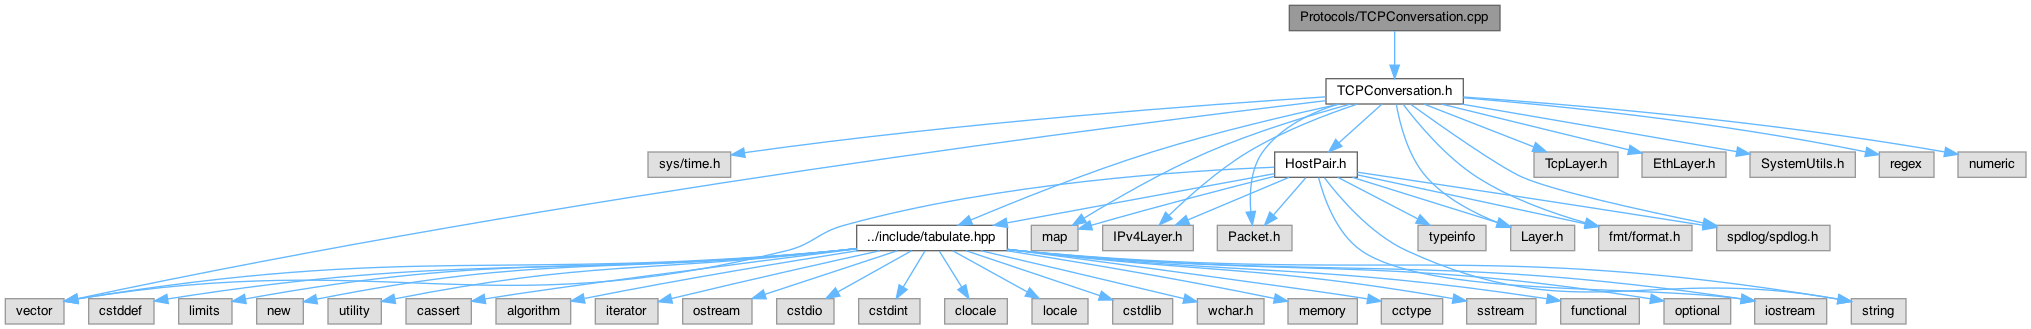 Protocols/TCPConversation.cpp
TCPConversation.h
sys/time.h
HostPair.h
TcpLayer.h
EthLayer.h
SystemUtils.h
regex
numeric
../include/tabulate.hpp
map
IPv4Layer.h
Packet.h
typeinfo
Layer.h
fmt/format.h
spdlog/spdlog.h
vector
cstddef
limits
new
utility
cassert
algorithm
iterator
ostream
cstdio
cstdint
clocale
locale
cstdlib
wchar.h
memory
cctype
sstream
functional
optional
iostream
string